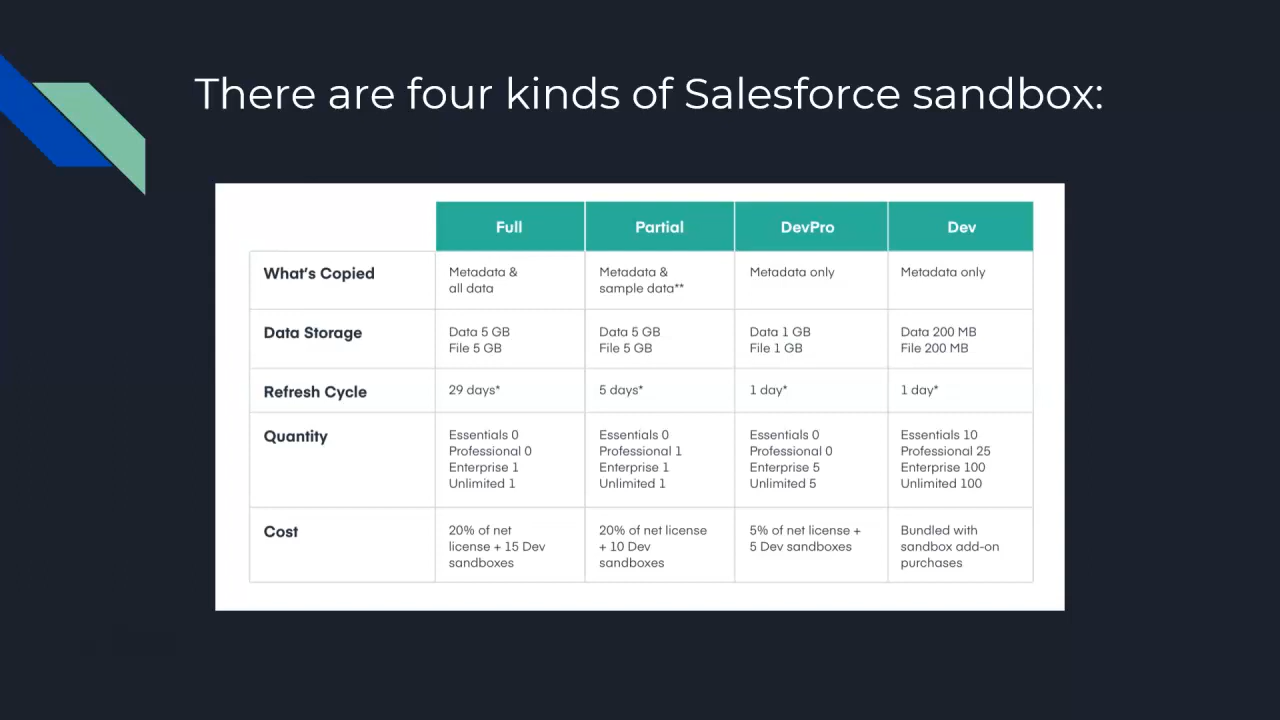 There are four kinds of Salesforce sandbox:
Full Partial DevPro Dev
What's Copied
Metadata &
all data
Metadata &
sample data**
Metadata only
Metadata only
Data Storage
Data 5 GB
File 5 GB
Data 5 GB
File 5 GB
Data 1 GB
File 1 GB
Data 200 MB
File 200 MB
Refresh Cycle
29 days*
5 days*
1 day*
1 day*
Quantity
Essentials 0
Professional 0
Enterprise 1
Unlimited 1
Essentials 0
Professional 1
Enterprise 1
Unlimited 1
Essentials 0
Professional 0
Enterprise 5
Unlimited 5
Essentials 10
Professional 25
Enterprise 100
Unlimited 100
Cost
20% of net
license + 15 Dev
sandboxes
20% of net license
+ 10 Dev
sandboxes
5% of net license +
5 Dev sandboxes
Bundled with
sandbox add-on
purchases